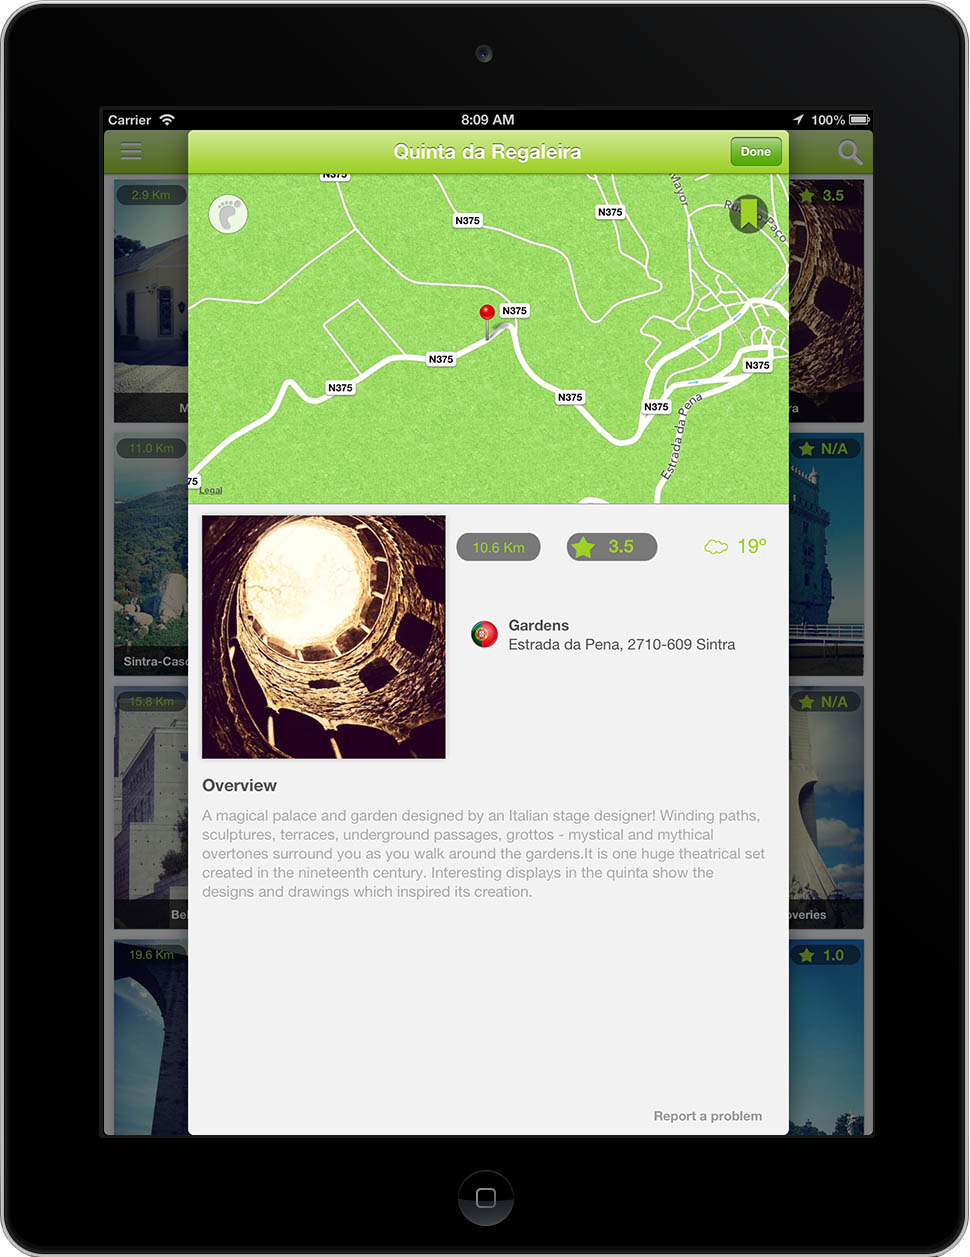 Carrier
8:09 AM
100%
Quinta da Regaleira
Done
2.9 Km
3.5
N375
N375
N375
Mayor
N375
N375
N375
N375
N375
N375
Estrada da Pena
75
Legal
11.0 Km
N/A
Sintra-Casc
10.6 Km
3.5
19º
Gardens
Estrada da Pena, 2710-609 Sintra
15.8 Km
N/A
Overview
A magical palace and garden designed by an Italian stage designer! Winding paths,
sculptures, terraces, underground passages, grottos - mystical and mythical
overtones surround you as you walk around the gardens.It is one huge theatrical set
created in the nineteenth century. Interesting displays in the quinta show the
designs and drawings which inspired its creation.
Bel
overies
19.6 Km
1.0
Report a problem